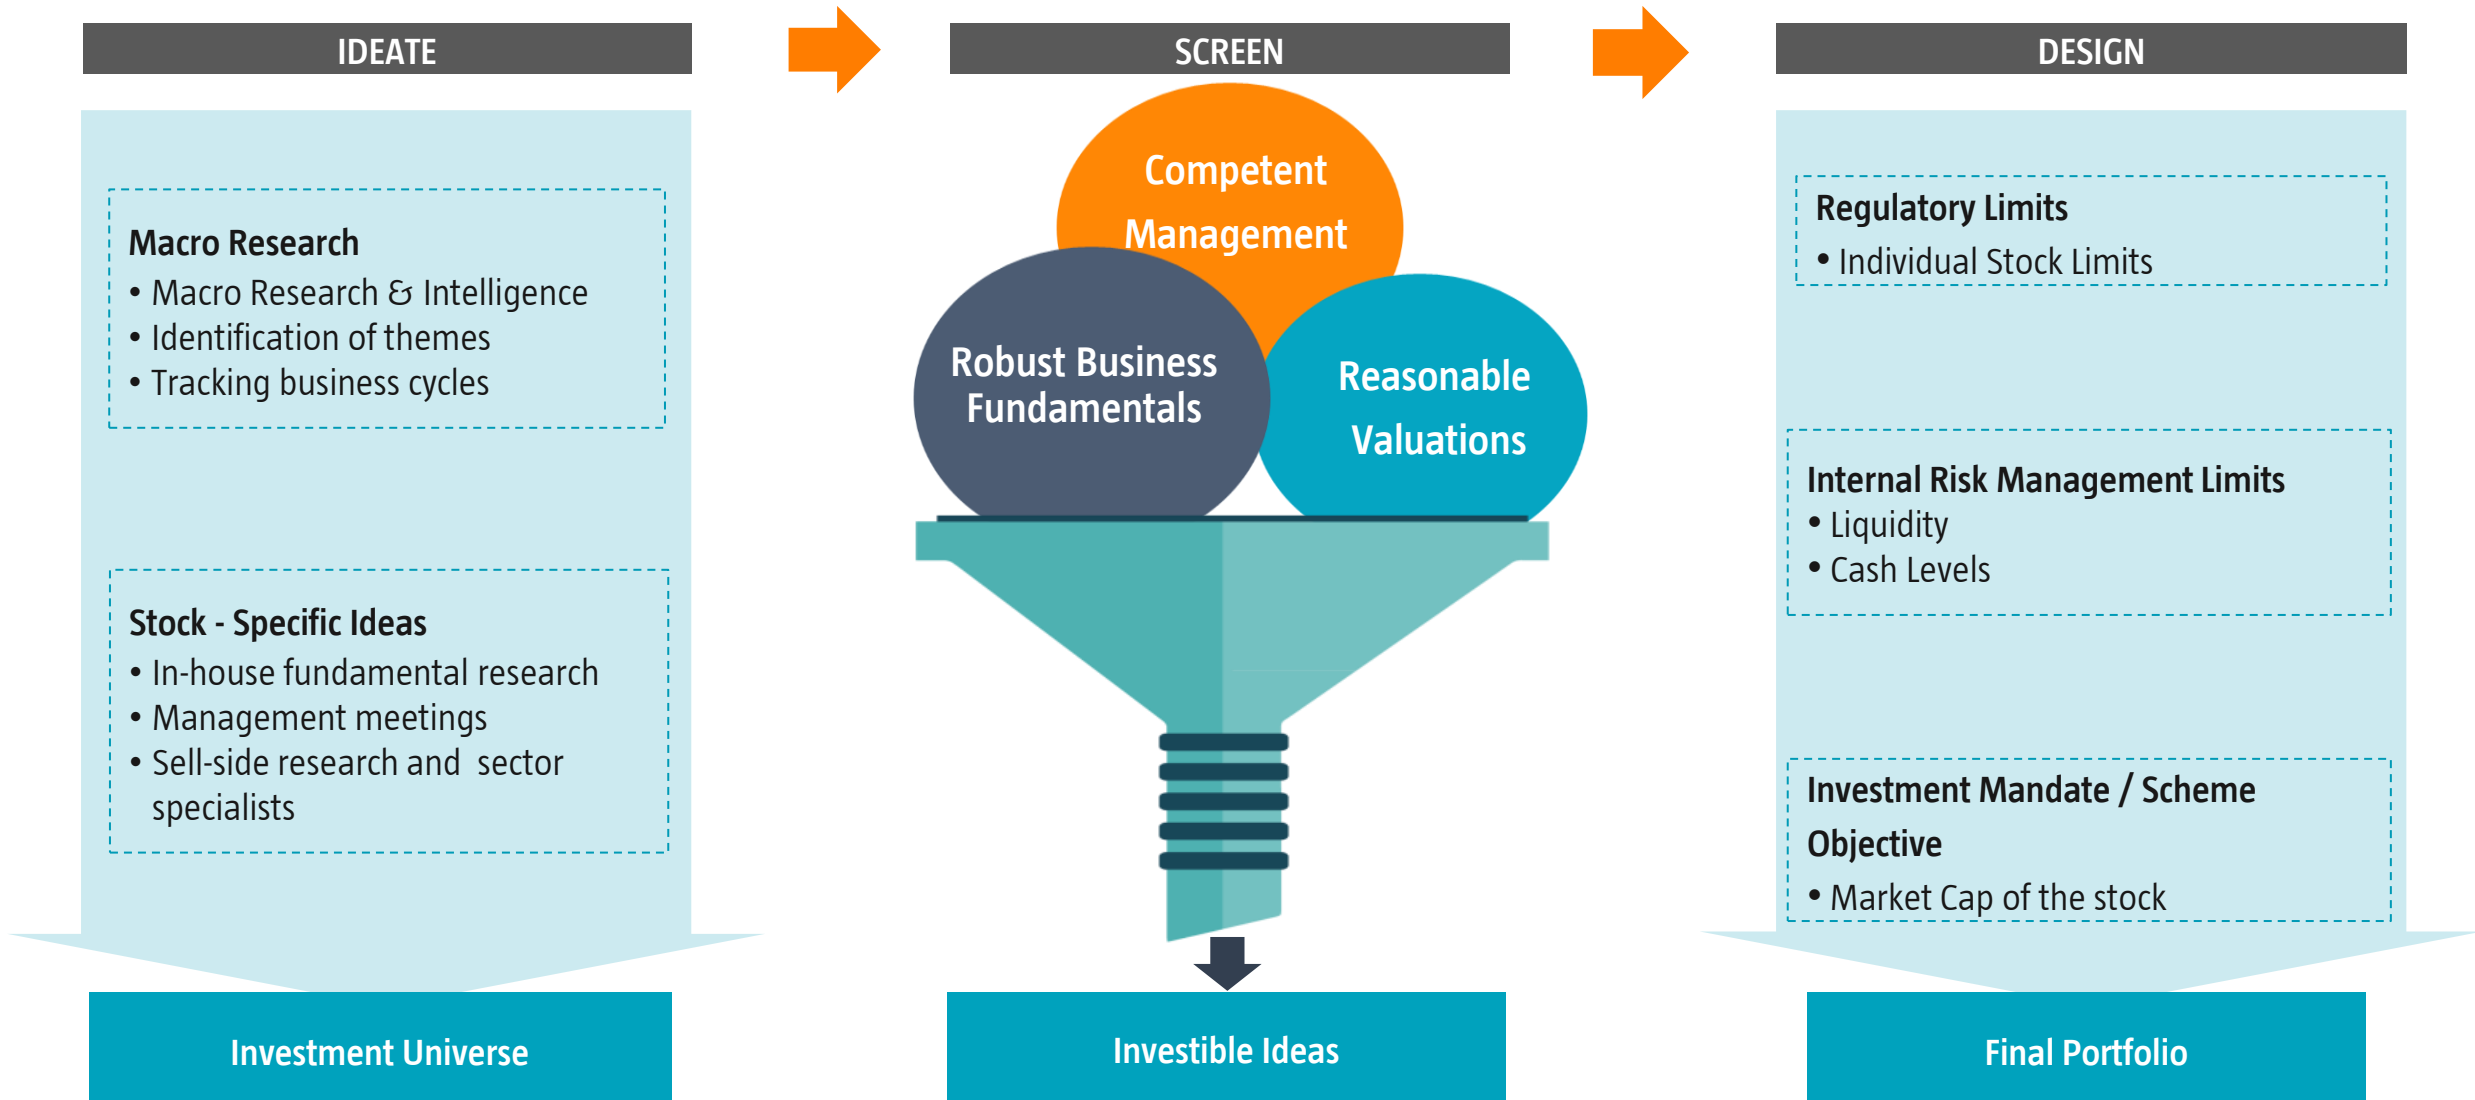 IDEATE
Macro Research
• Macro Research & Intelligence
• Identification of themes
• Tracking business cycles
Stock - Specific Ideas
• In-house fundamental research
• Management meetings
• Sell-side research and  sector
specialists
Investment Universe
SCREEN
Competent
Management
Robust Business
Fundamentals
Reasonable
Valuations
Investible Ideas
DESIGN
Regulatory Limits
• Individual Stock Limits
Internal Risk Management Limits
• Liquidity
• Cash Levels
Investment Mandate / Scheme
Objective
• Market Cap of the stock
Final Portfolio